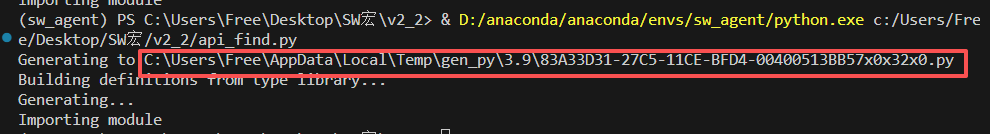 Importing module
(sw_agent) PS C:\Users\Free\Desktop\SW宏\v2_2> & D:/anaconda/anaconda/envs/sw_agent/python.exe c:/Users/Fre
e/Desktop/SW宏/v2_2/api_find.py
Generating to C:\Users\Free\AppData\Local\Temp\gen_py\3.9\83A33D31-27C5-11CE-BFD4-00400513BB57x0x32x0.py
Building definitions from type library...
Generating...
Importing module